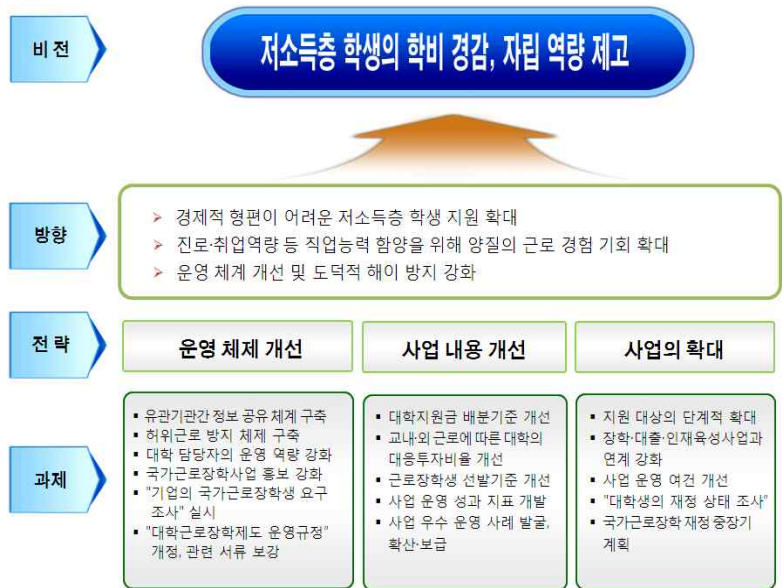 비 전
저소득층 학생의 학비 경감, 자립 역량 제고
방향
➢ 경제적 형편이 어려운 저소득층 학생 지원 확대
➢ 진로·취업역량 등 직업능력 함양을 위해 양질의 근로 경험 기회 확대
➢ 운영 체계 개선 및 도덕적 해이 방지 강화
전 략
운영 체제 개선
사업 내용 개선
사업의 확대
과제
▪ 유관기관간 정보 공유 체계 구축
▪ 허위근로 방지 체제 구축
▪ 대학 담당자의 운영 역량 강화
▪ 국가근로장학사업 홍보 강화
▪ "기업의 국가근로장학생 요구
조사" 실시
▪ "대학근로장학제도 운영규정"
개정, 관련 서류 보강
▪ 대학지원금 배분기준 개선
▪ 교내·외 근로에 따른 대학의
대응투자비율 개선
▪ 근로장학생 선발기준 개선
▪ 사업 운영 성과 지표 개발
▪ 사업 우수 운영 사례 발굴,
확산·보급
▪ 지원 대상의 단계적 확대
▪ 장학·대출·인재육성사업과
연계 강화
▪ 사업 운영 여건 개선
▪ "대학생의 재정 상태 조사"
▪ 국가근로장학 재정 중장기
계획